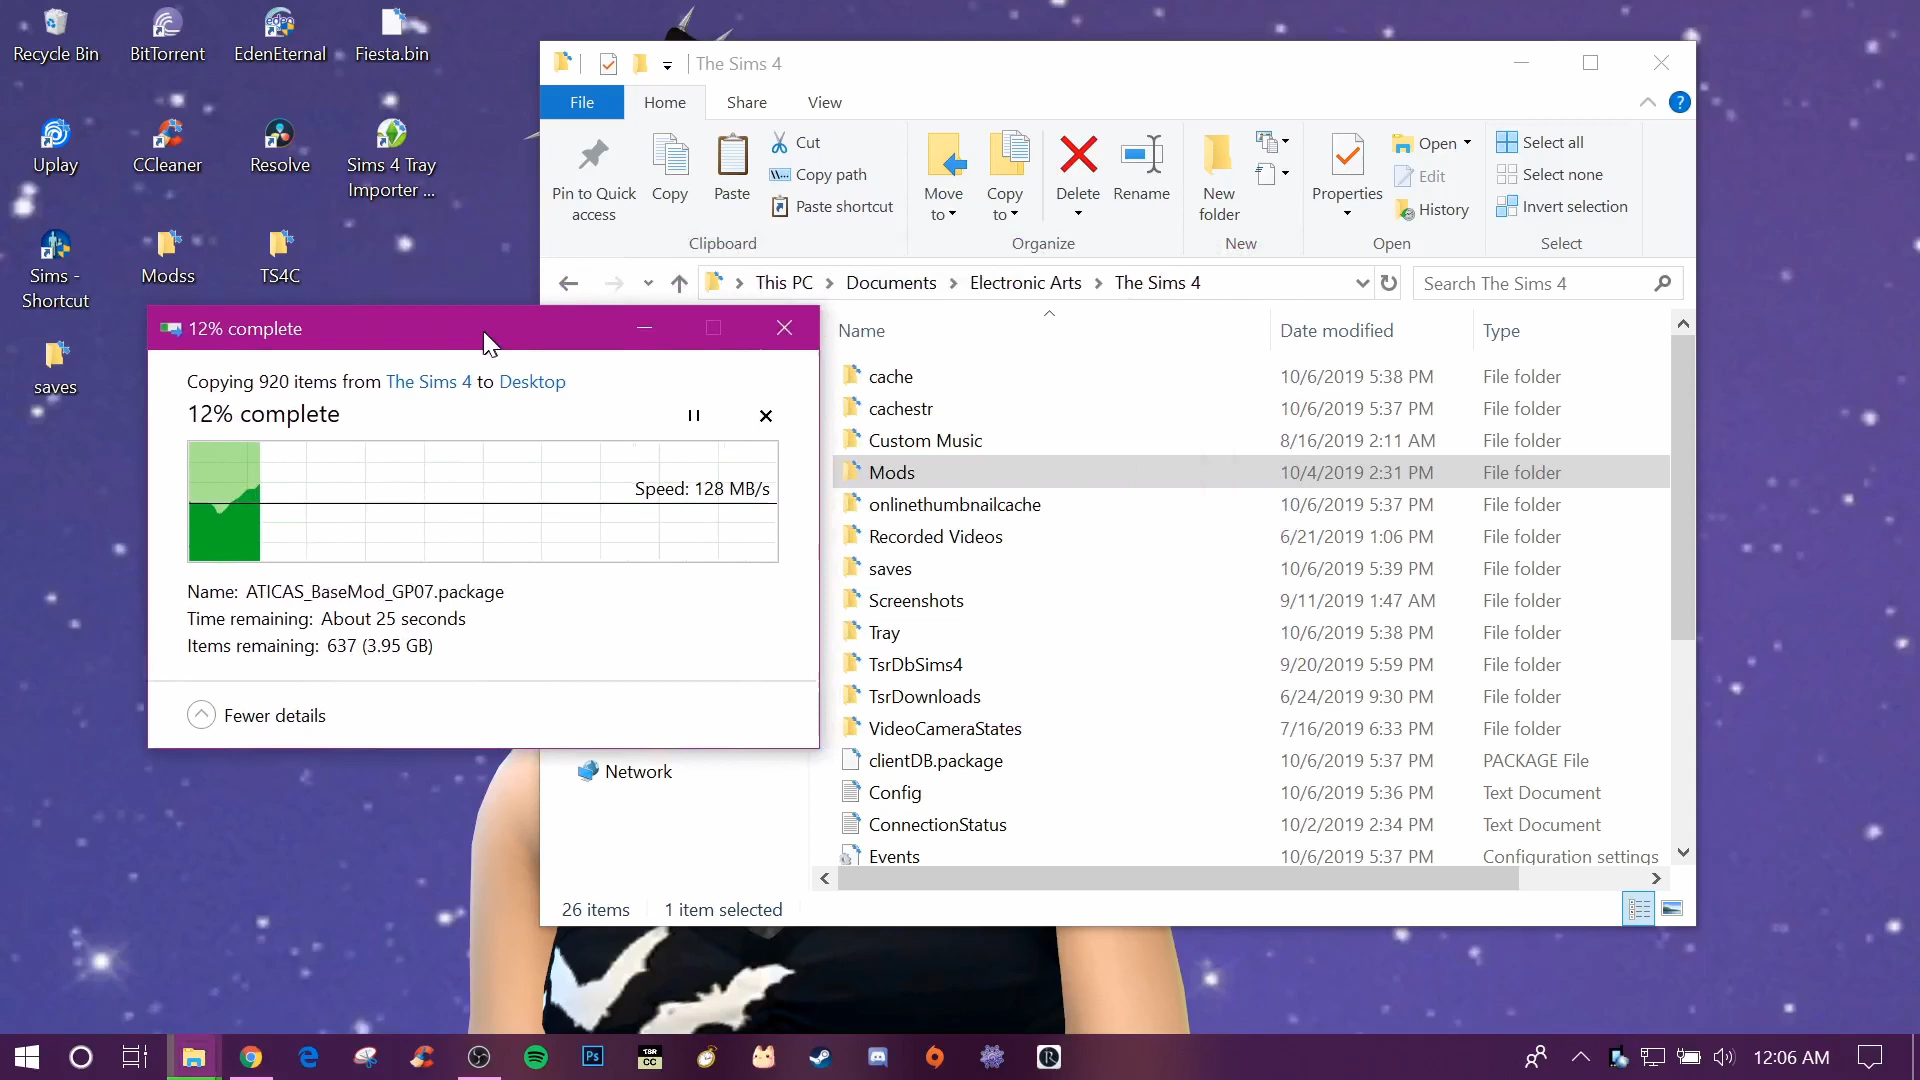 Recycle Bin
BitTorrent
EdenEternal
Fiesta.bin
Uplay
CCleaner
Resolve
Sims 4 Tray
Importer ...
Sims -
Shortcut
Modss
TS4C
saves
The Sims 4
File
Home
Share
View
Pin to Quick
access
Copy
Paste
Cut
Copy path
Paste shortcut
Clipboard
Move
to
Copy
to
Delete
Rename
Organize
New
folder
New
Properties
Open
Edit
History
Open
Select all
Select none
Invert selection
Select
This PC > Documents > Electronic Arts > The Sims 4
Search The Sims 4
12% complete
Copying 920 items from The Sims 4 to Desktop
12% complete
Speed: 128 MB/s
Name: ATICAS_BaseMod_GP07.package
Time remaining: About 25 seconds
Items remaining: 637 (3.95 GB)
Fewer details
Network
Name Date modified Type
cache 10/6/2019 5:38 PM File folder
cachestr 10/6/2019 5:37 PM File folder
Custom Music 8/16/2019 2:11 AM File folder
Mods 10/4/2019 2:31 PM File folder
onlinethumbnailcache 10/6/2019 5:37 PM File folder
Recorded Videos 6/21/2019 1:06 PM File folder
saves 10/6/2019 5:39 PM File folder
Screenshots 9/11/2019 1:47 AM File folder
Tray 10/6/2019 5:38 PM File folder
TsrDbSims4 9/20/2019 5:59 PM File folder
TsrDownloads 6/24/2019 9:30 PM File folder
VideoCameraStates 7/16/2019 6:33 PM File folder
clientDB.package 10/6/2019 5:37 PM PACKAGE File
Config 10/6/2019 5:36 PM Text Document
ConnectionStatus 10/2/2019 2:34 PM Text Document
Events 10/6/2019 5:37 PM Configuration settings
26 items
1 item selected
Ps
TSR
CC
12:06 AM